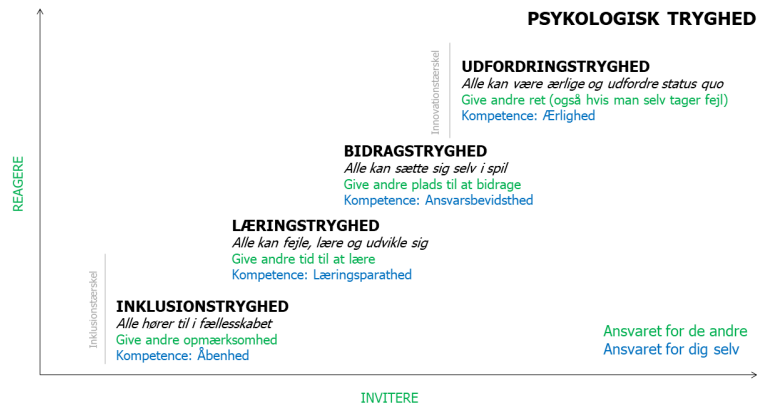 PSYKOLOGISK TRYGHED
UDFORDRINGSTRYGHED
Alle kan være ærlige og udfordre status quo
Give andre ret (også hvis man selv tager fejl)
Kompetence: Ærlighed
Innovationstærskel
BIDRAGSTRYGHED
Alle kan sætte sig selv i spil
Give andre plads til at bidrage
Kompetence: Ansvarsbevidsthed
REAGERE
LÆRINGSTRYGHED
Alle kan fejle, lære og udvikle sig
Give andre tid til at lære
Kompetence: Læringsparathed
Inklusionstærskel
INKLUSIONSTRYGHED
Alle hører til i fællesskabet
Give andre opmærksomhed
Kompetence: Åbenhed
Ansvaret for de andre
Ansvaret for dig selv
INVITERE